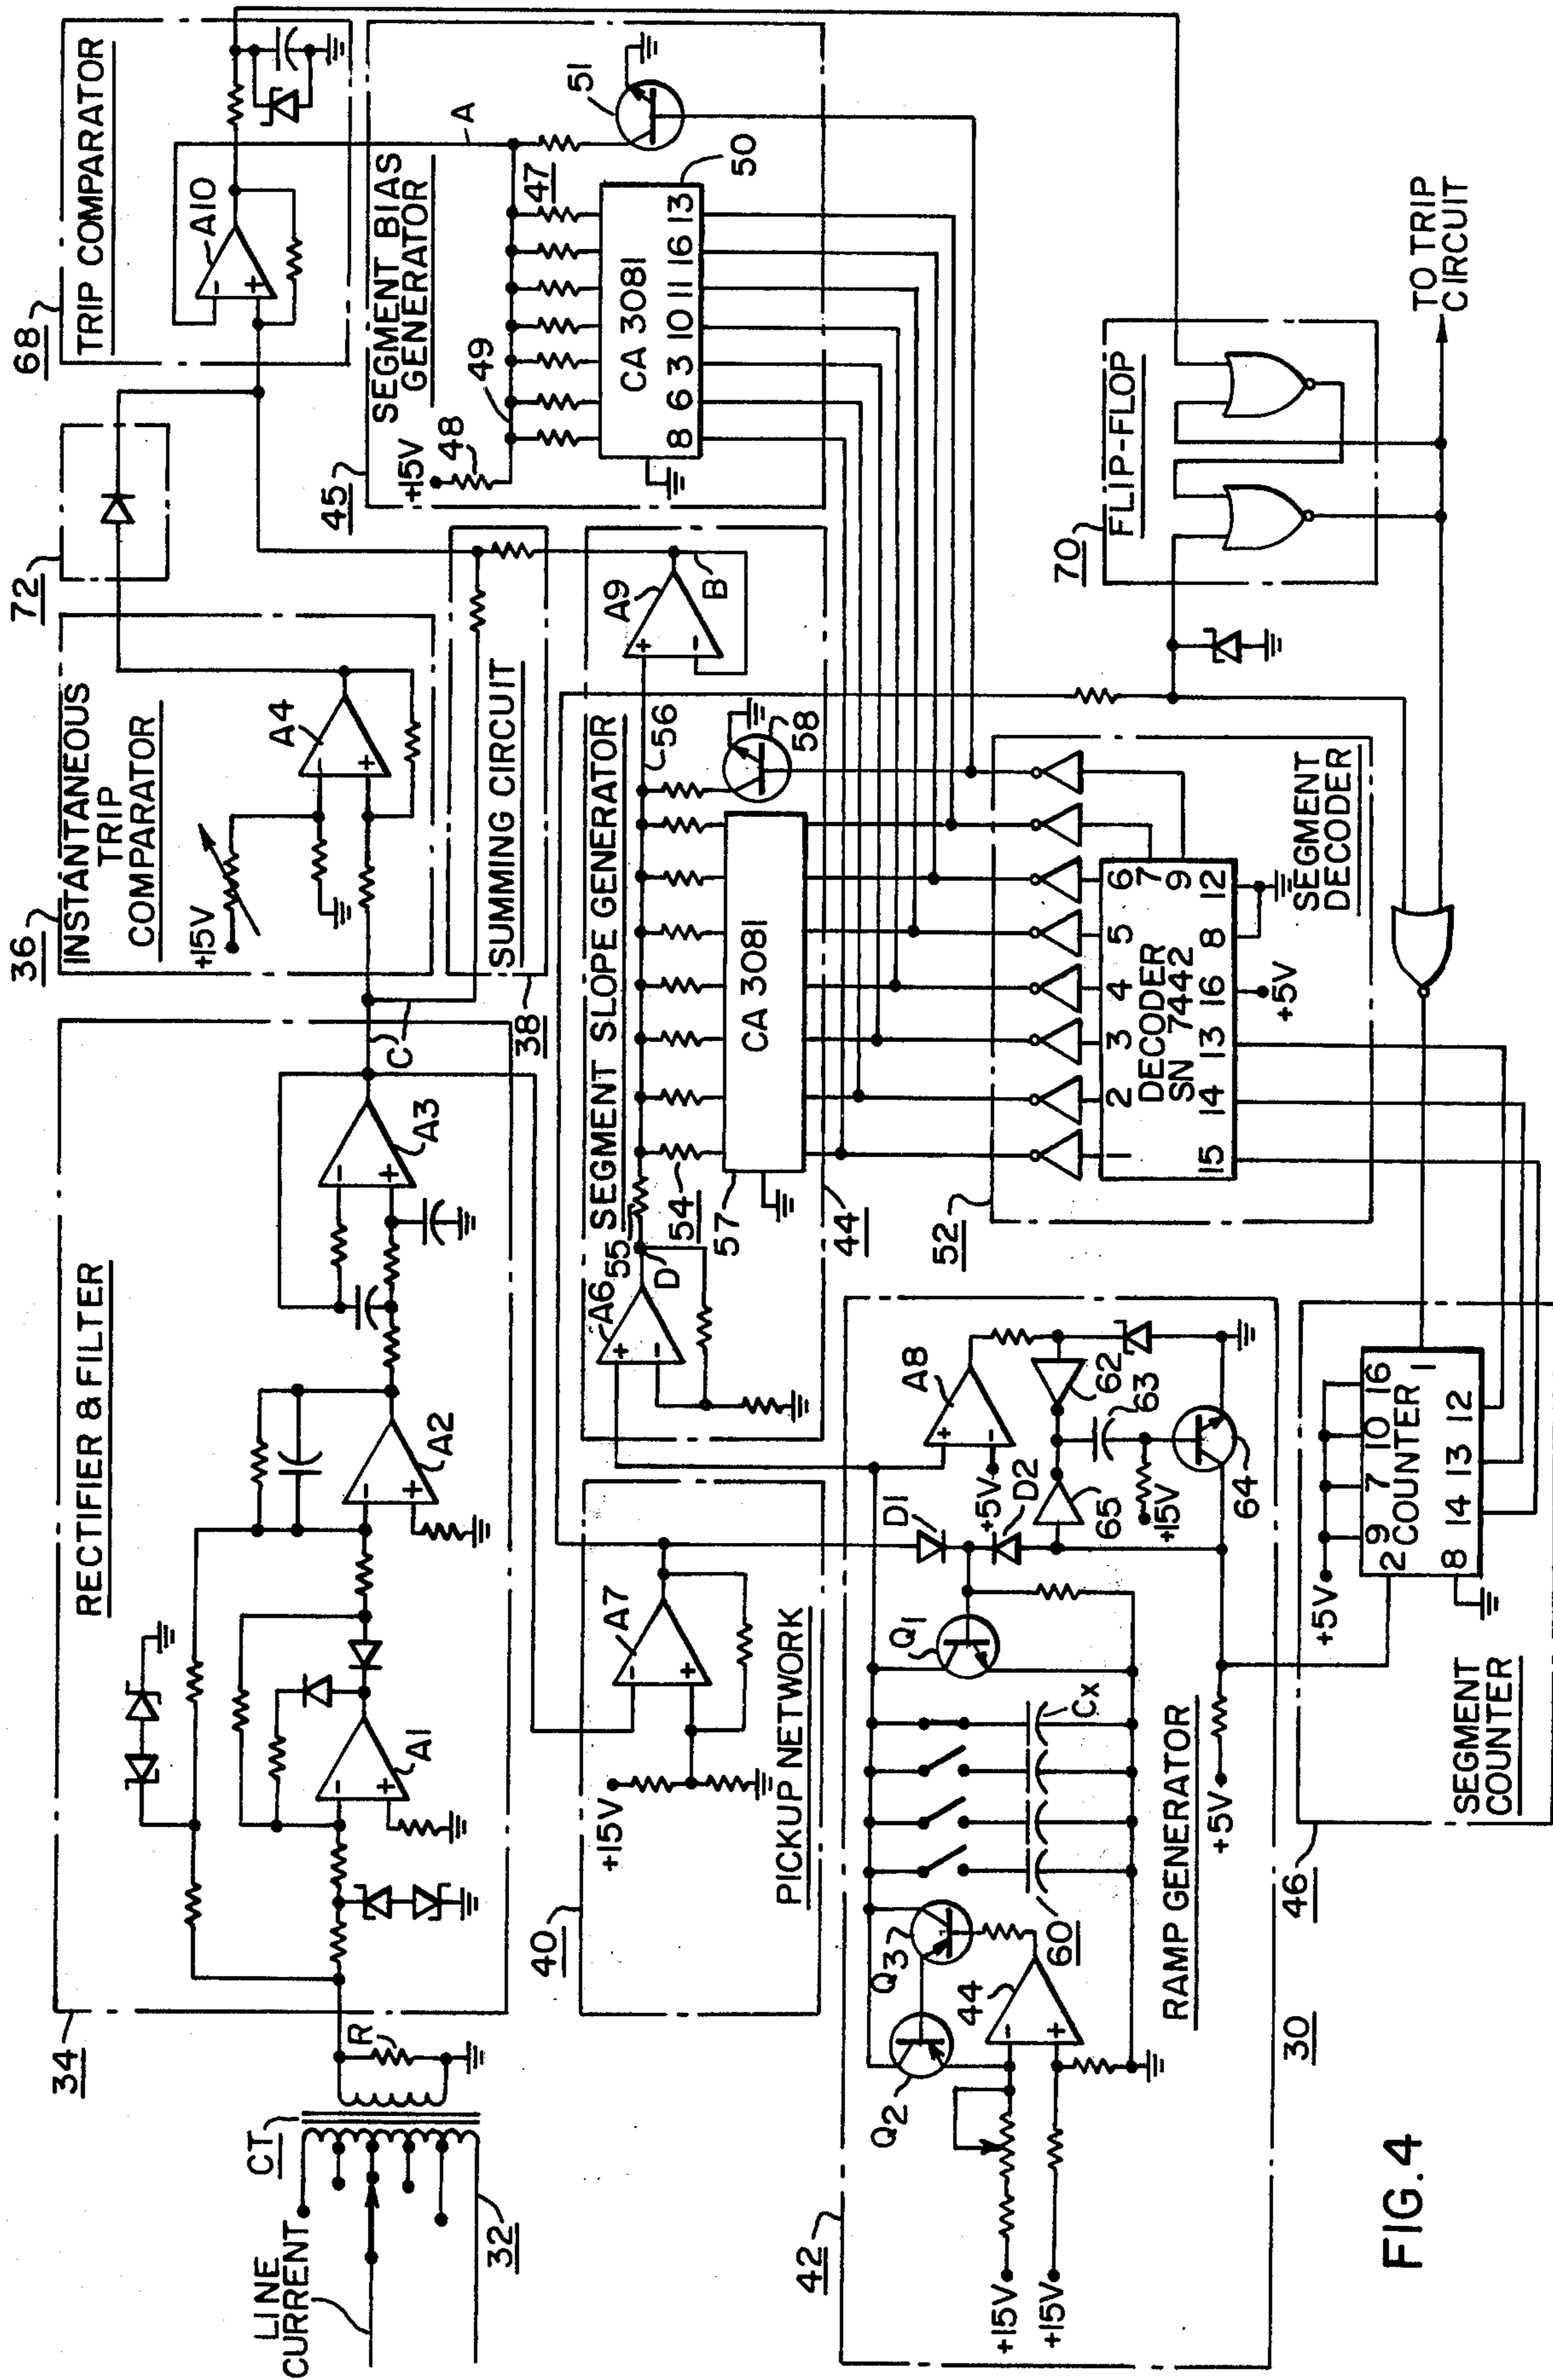 LINE
CURRENT
CT
32
R
34
RECTIFIER & FILTER
A1
A2
A3
C
36
INSTANTANEOUS
TRIP
COMPARATOR
+15V
A4
72
68
TRIP COMPARATOR
A10
38
SUMMING CIRCUIT
45
SEGMENT BIAS
GENERATOR
+15V
48
49
47
A
51
50
CA 3081
8 6 3 10 11 16 13
40
PICKUP NETWORK
+15V
A7
44
SEGMENT SLOPE GENERATOR
A6
D
55
54
56
57
CA 3081
58
A9
B
42
RAMP GENERATOR
+15V
+15V
Q2
Q3
44
60
Cx
Q1
D1
D2
+5V
A8
62
63
64
65
+15V
+5V
30
52
SEGMENT
DECODER
DECODER
SN 7442
1 2 3 4 5 6 7 9
15 14 13 16 8 12
+5V
70
FLIP-FLOP
TO TRIP
CIRCUIT
46
SEGMENT
COUNTER
+5V
COUNTER
2 9 7 10 16 1
8 14 13 12
FIG. 4